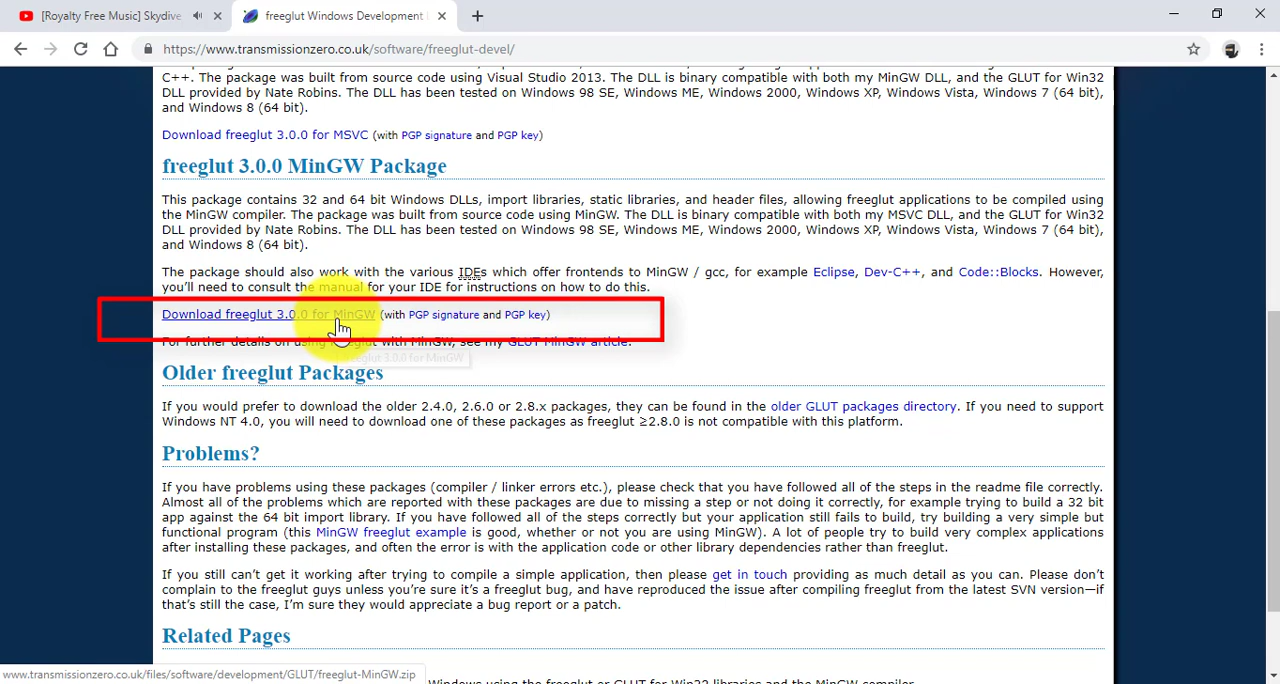 [Royalty Free Music] Skydive
freeglut Windows Development
https://www.transmissionzero.co.uk/software/freeglut-devel/
C++. The package was built from source code using Visual Studio 2013. The DLL is binary compatible with both my MinGW DLL, and the GLUT for Win32
DLL provided by Nate Robins. The DLL has been tested on Windows 98 SE, Windows ME, Windows 2000, Windows XP, Windows Vista, Windows 7 (64 bit),
and Windows 8 (64 bit).
Download freeglut 3.0.0 for MSVC (with PGP signature and PGP key)
freeglut 3.0.0 MinGW Package
This package contains 32 and 64 bit Windows DLLs, import libraries, static libraries, and header files, allowing freeglut applications to be compiled using
the MinGW compiler. The package was built from source code using MinGW. The DLL is binary compatible with both my MSVC DLL, and the GLUT for Win32
DLL provided by Nate Robins. The DLL has been tested on Windows 98 SE, Windows ME, Windows 2000, Windows XP, Windows Vista, Windows 7 (64 bit),
and Windows 8 (64 bit).
The package should also work with the various IDEs which offer frontends to MinGW / gcc, for example Eclipse, Dev-C++, and Code::Blocks. However,
you’ll need to consult the manual for your IDE for instructions on how to do this.
Download freeglut 3.0.0 for MinGW (with PGP signature and PGP key)
For further details on using freeglut with MinGW, see my GLUT MinGW article.
freeglut 3.0.0 for MinGW
Older freeglut Packages
If you would prefer to download the older 2.4.0, 2.6.0 or 2.8.x packages, they can be found in the older GLUT packages directory. If you need to support
Windows NT 4.0, you will need to download one of these packages as freeglut ≥2.8.0 is not compatible with this platform.
Problems?
If you have problems using these packages (compiler / linker errors etc.), please check that you have followed all of the steps in the readme file correctly.
Almost all of the problems which are reported with these packages are due to missing a step or not doing it correctly, for example trying to build a 32 bit
app against the 64 bit import library. If you have followed all of the steps correctly but your application still fails to build, try building a very simple but
functional program (this MinGW freeglut example is good, whether or not you are using MinGW). A lot of people try to build very complex applications
after installing these packages, and often the error is with the application code or other library dependencies rather than freeglut.
If you still can’t get it working after trying to compile a simple application, then please get in touch providing as much detail as you can. Please don’t
complain to the freeglut guys unless you’re sure it’s a freeglut bug, and have reproduced the issue after compiling freeglut from the latest SVN version—if
that’s still the case, I’m sure they would appreciate a bug report or a patch.
Related Pages
www.transmissionzero.co.uk/files/software/development/GLUT/freeglut-MinGW.zip
Windows using the freeglut or GLUT for Win32 libraries and the MinGW compiler.